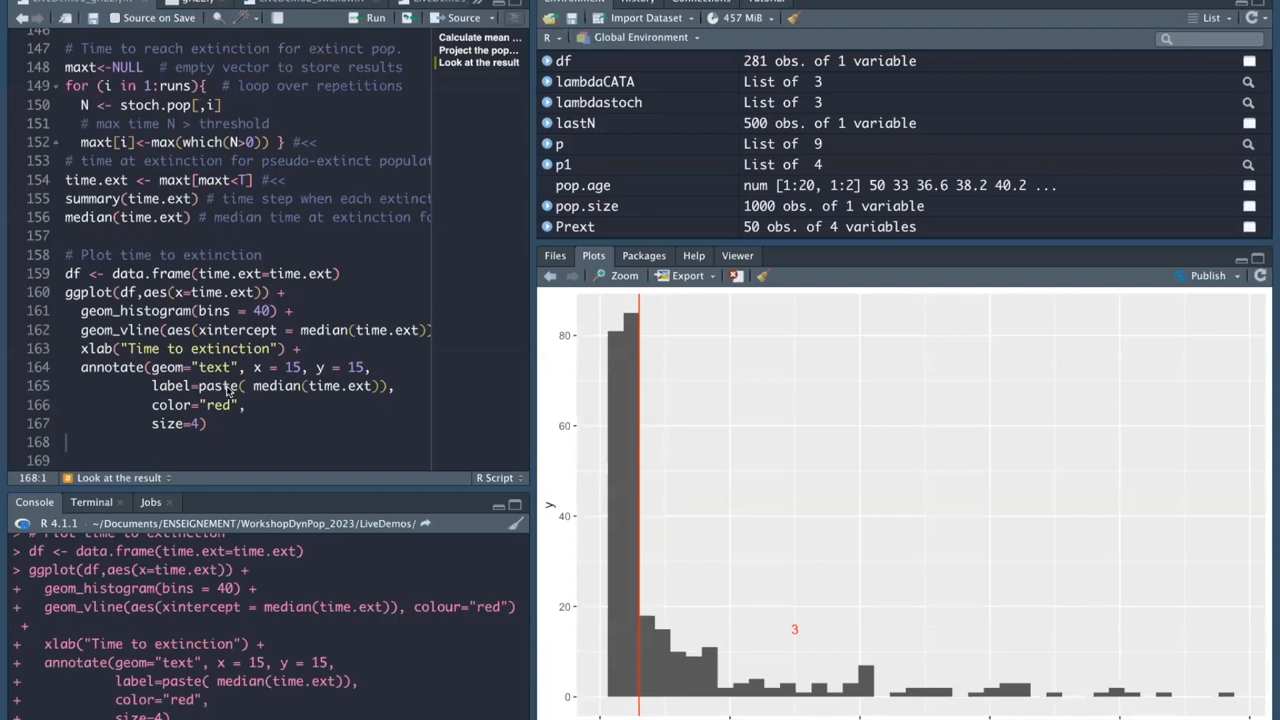 Source on Save
Run
Source
146
147 # Time to reach extinction for extinct pop.
148 maxt<-NULL # empty vector to store results
149 for (i in 1:runs){ # loop over repetitions
150 N <- stoch.pop[,i]
151 # max time N > threshold
152 maxt[i]<-max(which(N>0)) } #<<
153 # time at extinction for pseudo-extinct populat
154 time.ext <- maxt[maxt<T] #<<
155 summary(time.ext) # time step when each extinct
156 median(time.ext) # median time at extinction fo
157
158 # Plot time to extinction
159 df <- data.frame(time.ext=time.ext)
160 ggplot(df,aes(x=time.ext)) +
161 geom_histogram(bins = 40) +
162 geom_vline(aes(xintercept = median(time.ext))
163 xlab("Time to extinction") +
164 annotate(geom="text", x = 15, y = 15,
165 label=paste( median(time.ext)),
166 color="red",
167 size=4)
168
169
Calculate mean ...
Project the pop...
Look at the result
168:1 # Look at the result R Script
Console Terminal Jobs
R 4.1.1 · ~/Documents/ENSEIGNEMENT/WorkshopDynPop_2023/LiveDemos/
> # Plot time to extinction
> df <- data.frame(time.ext=time.ext)
> ggplot(df,aes(x=time.ext)) +
+ geom_histogram(bins = 40) +
+ geom_vline(aes(xintercept = median(time.ext)), colour="red")
+
+ xlab("Time to extinction") +
+ annotate(geom="text", x = 15, y = 15,
+ label=paste( median(time.ext)),
+ color="red",
+ size=4)
Environment History Connections Tutorial
Import Dataset 457 MiB List
R Global Environment
df 281 obs. of 1 variable
lambdaCATA List of 3
lambdastoch List of 3
lastN 500 obs. of 1 variable
p List of 9
p1 List of 4
pop.age num [1:20, 1:2] 50 33 36.6 38.2 40.2 ...
pop.size 1000 obs. of 1 variable
Prext 50 obs. of 4 variables
Files Plots Packages Help Viewer
Zoom Export Publish
80
60
40
20
0
y
3